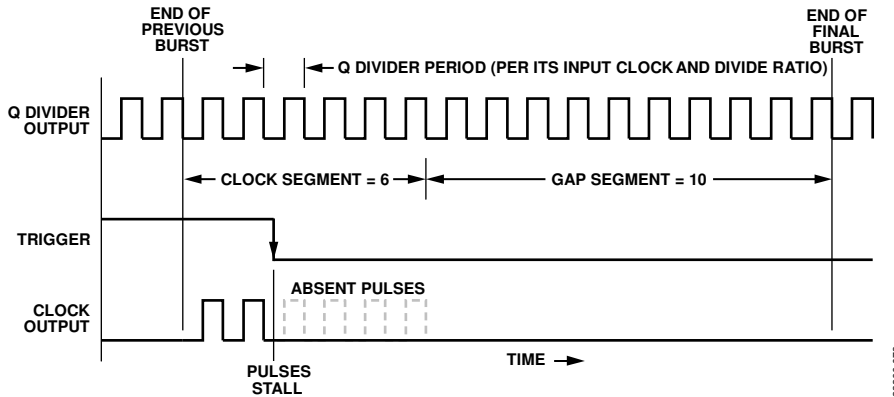 END OF
PREVIOUS
BURST
END OF
FINAL
BURST
Q DIVIDER PERIOD (PER ITS INPUT CLOCK AND DIVIDE RATIO)
Q DIVIDER
OUTPUT
CLOCK SEGMENT = 6
GAP SEGMENT = 10
TRIGGER
ABSENT PULSES
CLOCK
OUTPUT
TIME
PULSES
STALL